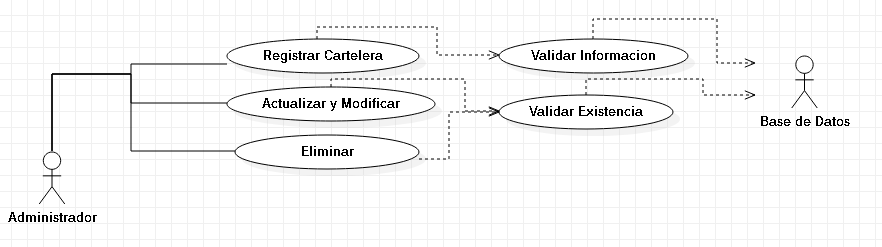 Registrar Cartelera
Validar Informacion
Actualizar y Modificar
Validar Existencia
Base de Datos
Eliminar
Administrador